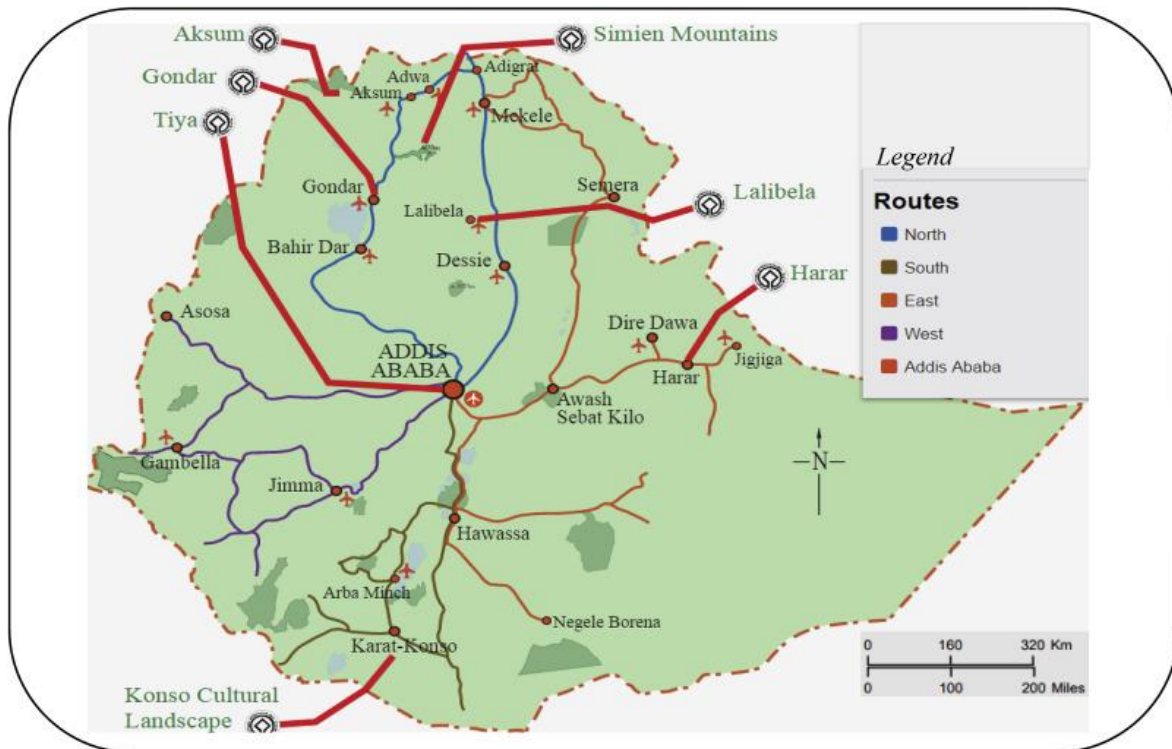 Aksum
Simien Mountains
Gondar
Tiya
Adigrat
Adwa
Aksum
Mekele
Legend
Routes
North
South
East
West
Addis Ababa
Gondar
Semera
Lalibela
Lalibela
Bahir Dar
Dessie
Harar
Asosa
Dire Dawa
ADDIS
ABABA
Harar
Jigjiga
Awash
Sebat Kilo
Gambella
Jimma
N
Hawassa
Arba Minch
Negele Borena
Karat-Konso
0 160 320 Km
0 100 200 Miles
Konso Cultural
Landscape